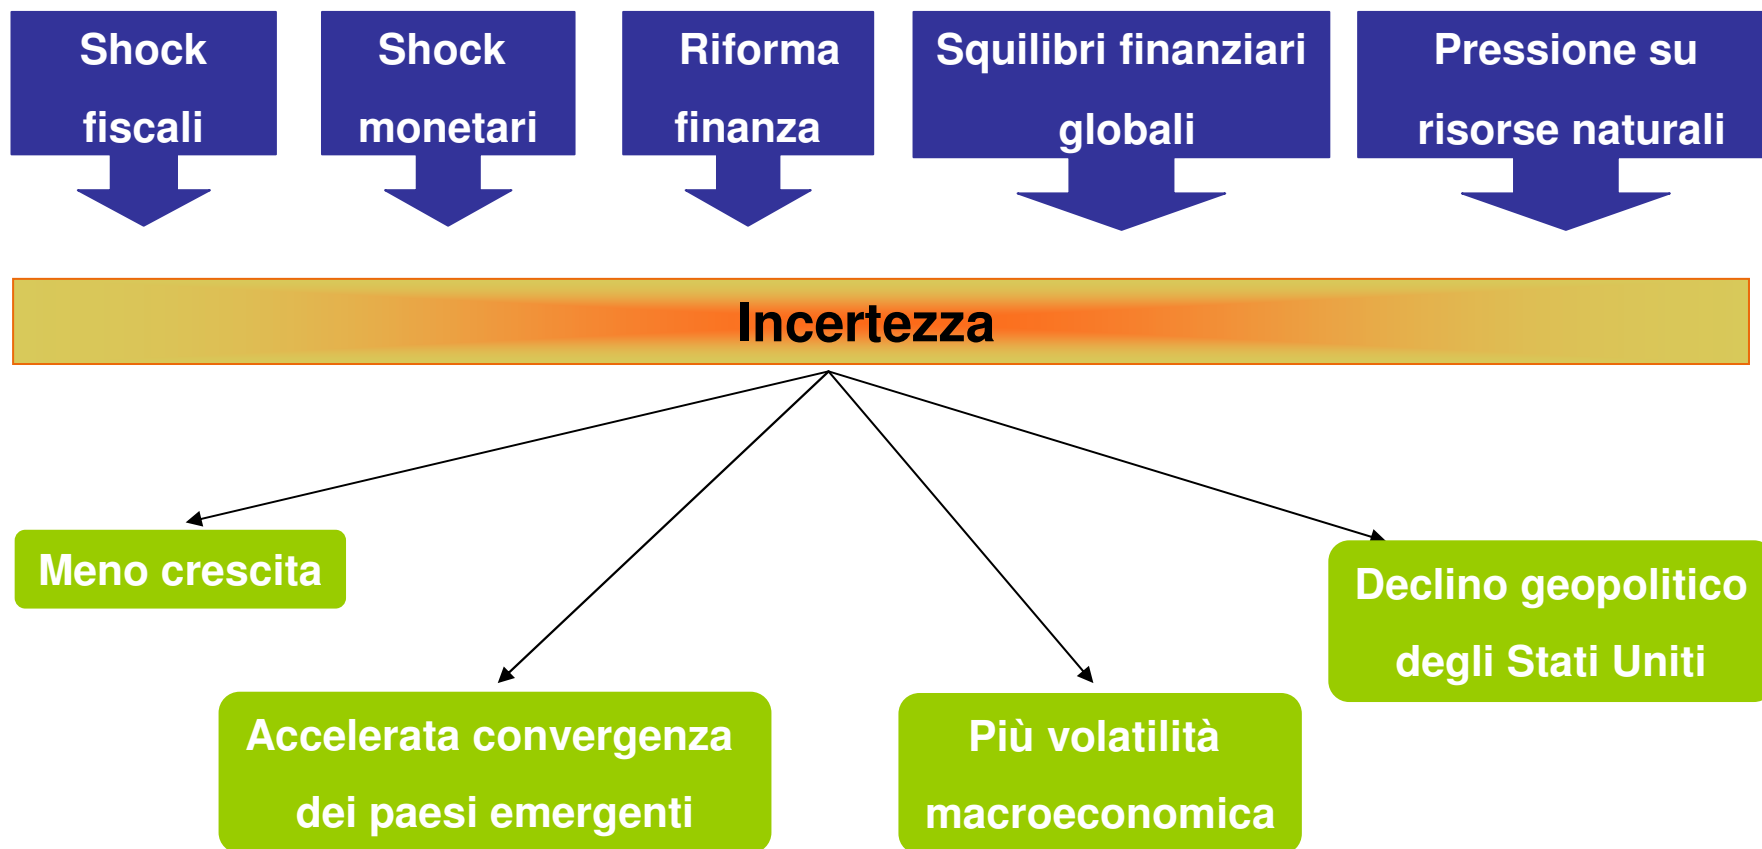 Shock
fiscali
Shock
monetari
Riforma
finanza
Squilibri finanziari
globali
Pressione su
risorse naturali
Incertezza
Meno crescita
Accelerata convergenza
dei paesi emergenti
Più volatilità
macroeconomica
Declino geopolitico
degli Stati Uniti